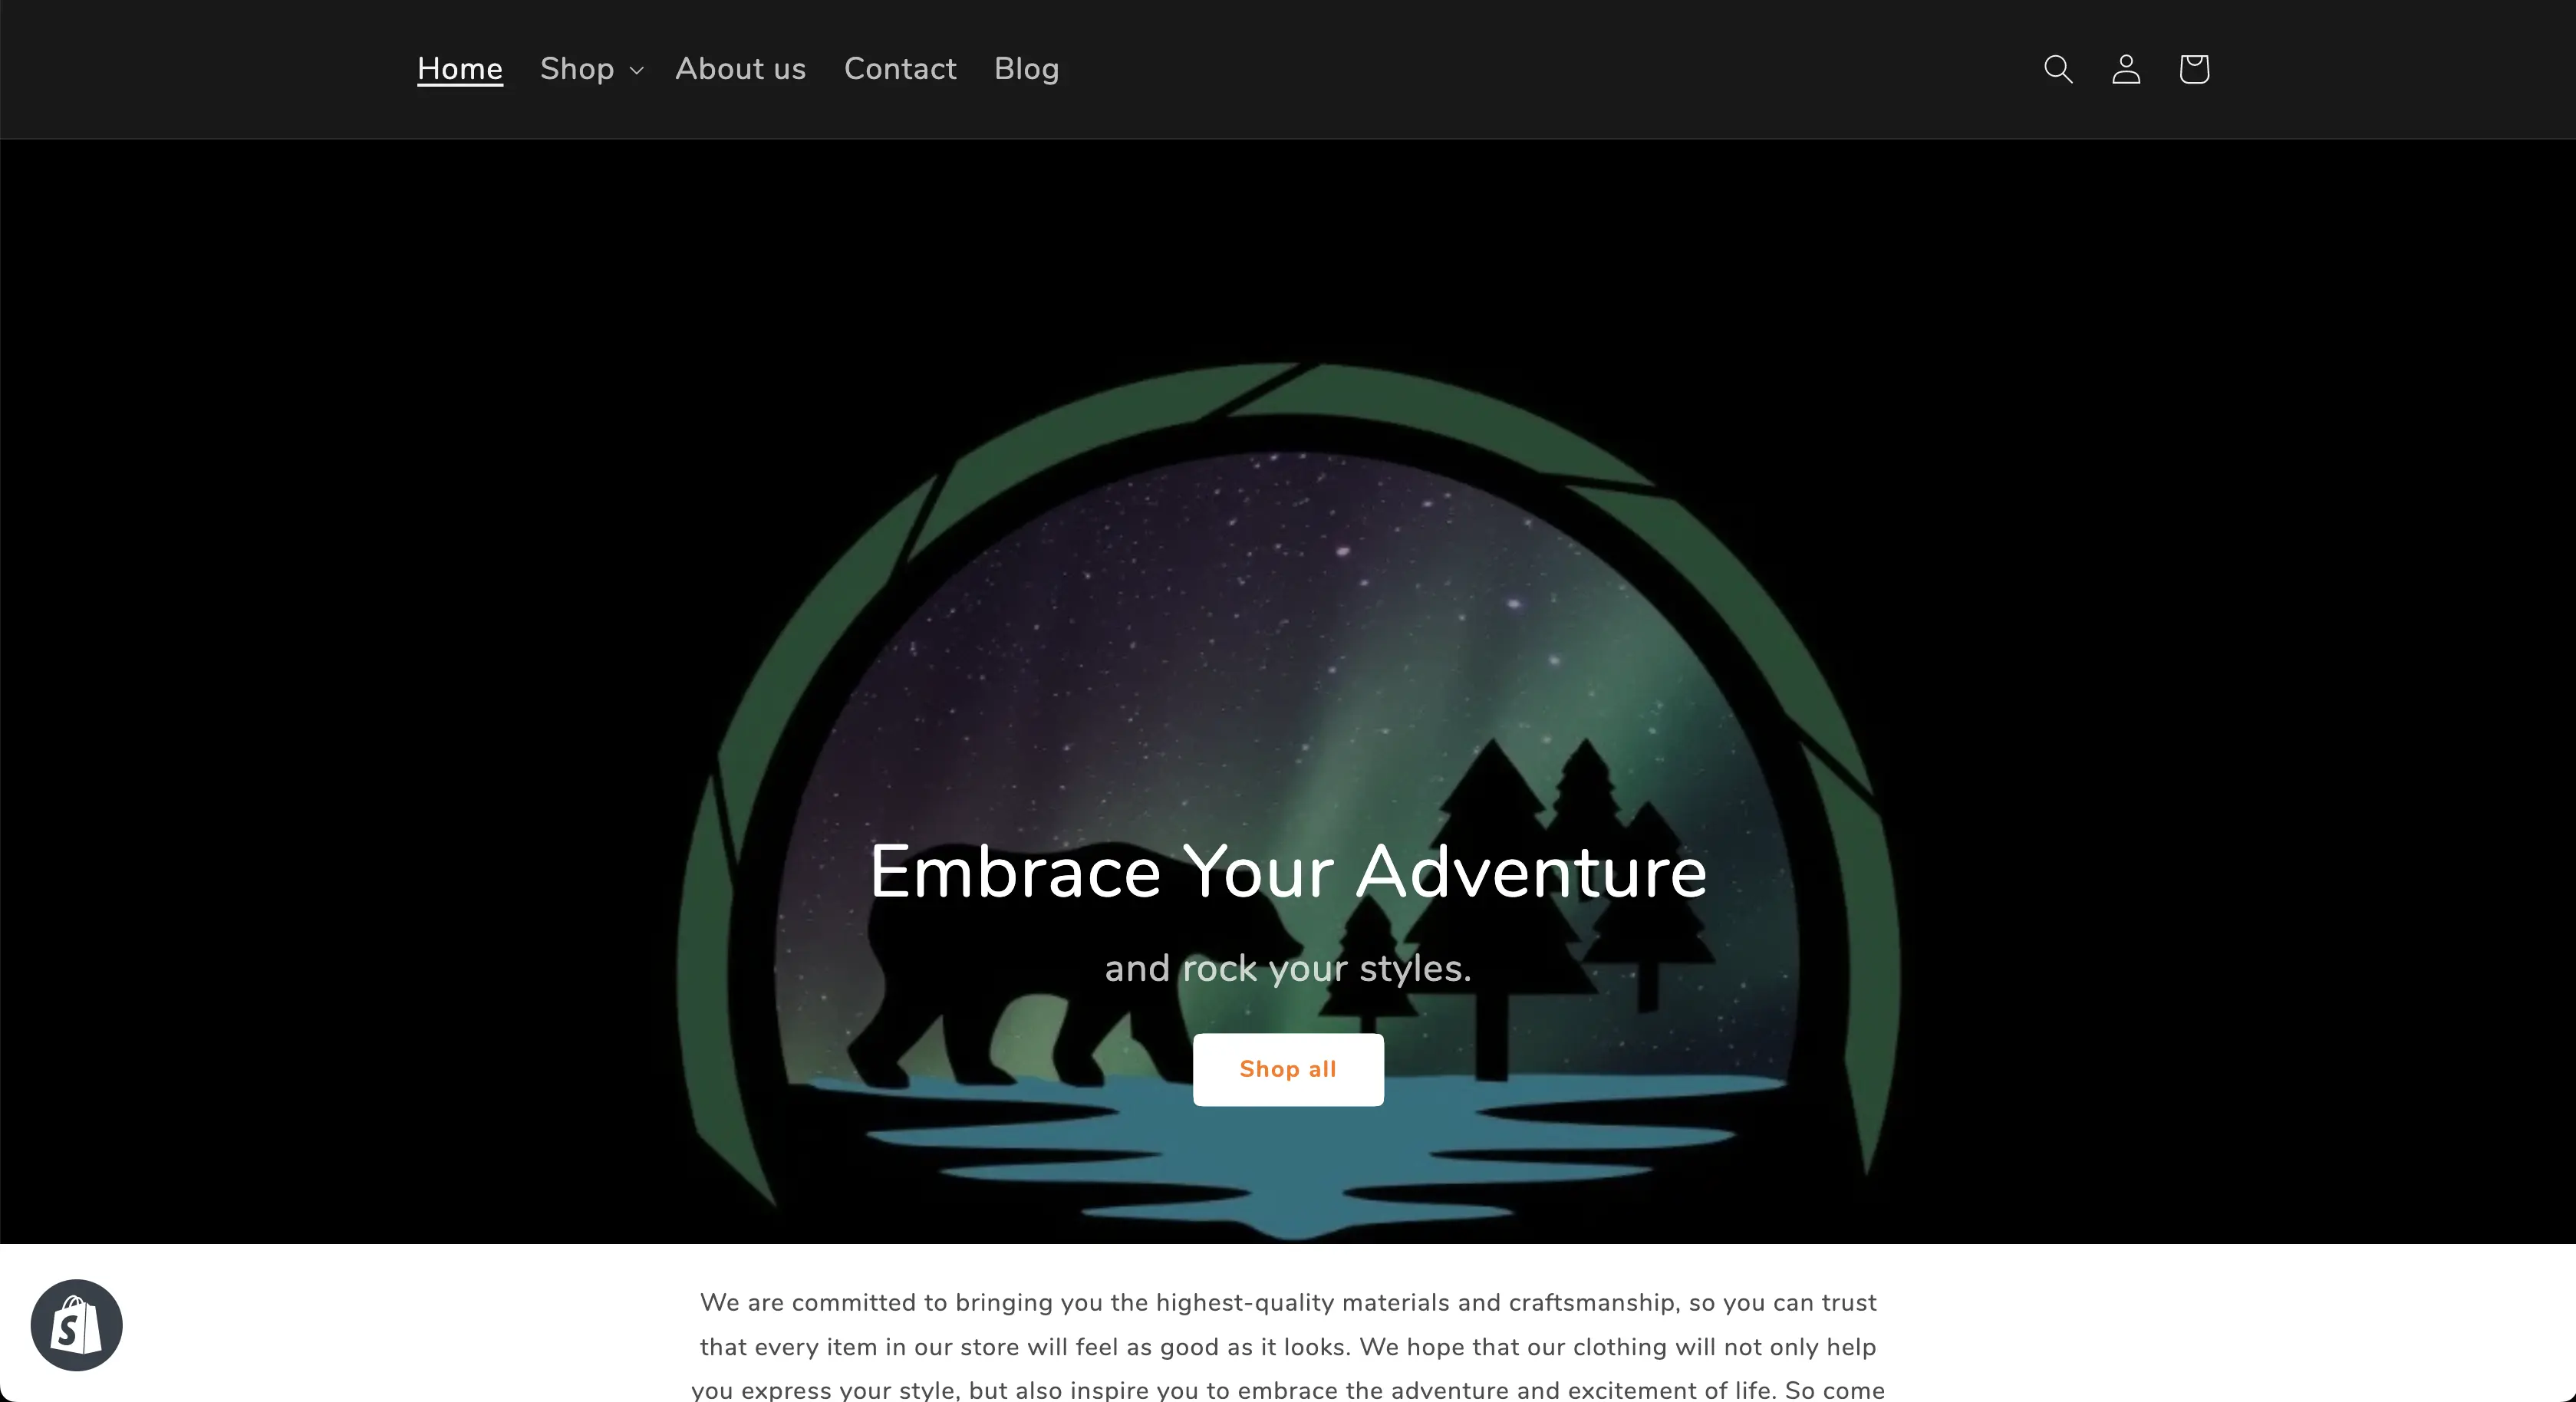 Home Shop About us Contact Blog
Embrace Your Adventure
and rock your styles.
Shop all
S
We are committed to bringing you the highest-quality materials and craftsmanship, so you can trust
that every item in our store will feel as good as it looks. We hope that our clothing will not only help
you express your style, but also inspire you to embrace the adventure and excitement of life. So come